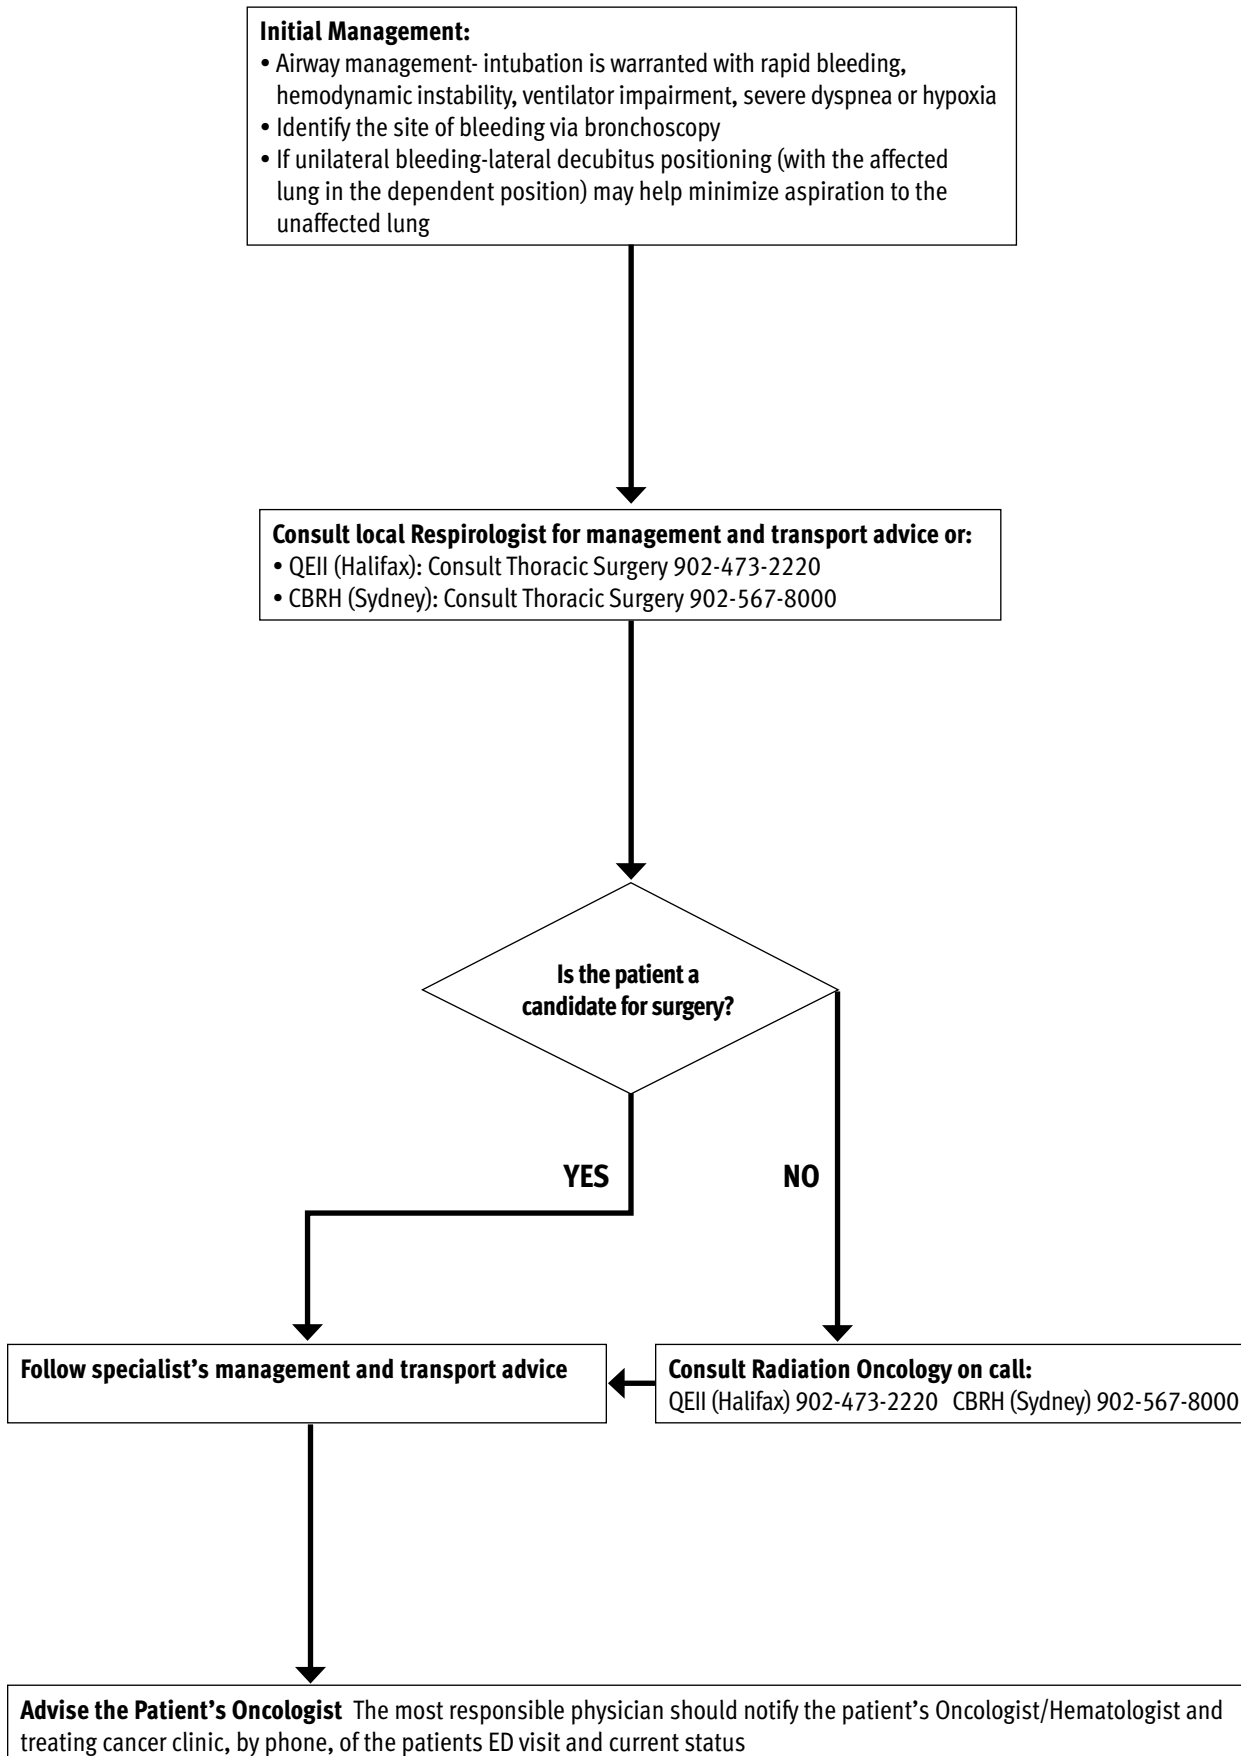 Initial Management:
• Airway management- intubation is warranted with rapid bleeding,
hemodynamic instability, ventilator impairment, severe dyspnea or hypoxia
• Identify the site of bleeding via bronchoscopy
• If unilateral bleeding-lateral decubitus positioning (with the affected
lung in the dependent position) may help minimize aspiration to the
unaffected lung
Consult local Respirologist for management and transport advice or:
• QEII (Halifax): Consult Thoracic Surgery 902-473-2220
• CBRH (Sydney): Consult Thoracic Surgery 902-567-8000
Is the patient a
candidate for surgery?
YES
NO
Follow specialist’s management and transport advice
Consult Radiation Oncology on call:
QEII (Halifax) 902-473-2220 CBRH (Sydney) 902-567-8000
Advise the Patient’s Oncologist The most responsible physician should notify the patient’s Oncologist/Hematologist and
treating cancer clinic, by phone, of the patients ED visit and current status